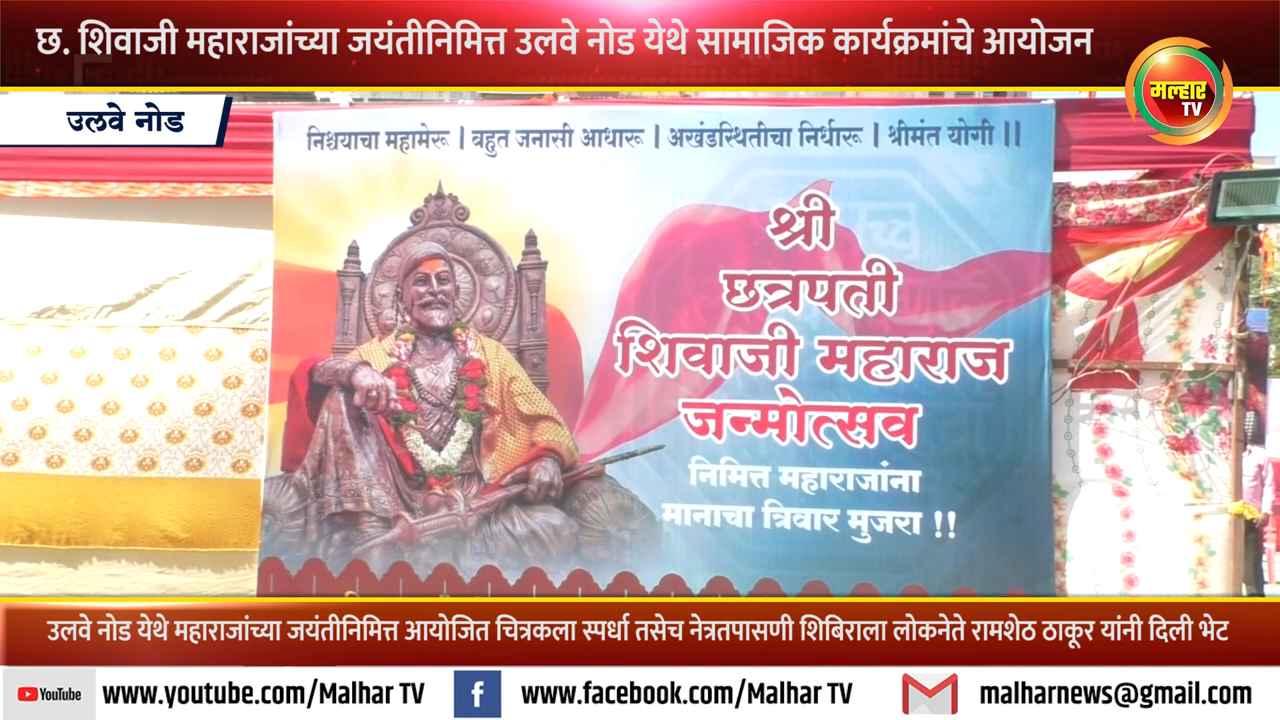 छ. शिवाजी महाराजांच्या जयंतीनिमित्त उलवे नोड येथे सामाजिक कार्यक्रमांचे आयोजन
मल्हार
TV
उलवे नोड
निश्चयाचा महामेरू | बहुत जनासी आधारू | अखंडस्थितीचा निर्धारू | श्रीमंत योगी ||
श्री
छत्रपती
शिवाजी महाराज
जन्मोत्सव
निमित्त महाराजांना
मानाचा त्रिवार मुजरा !!
उलवे नोड येथे महाराजांच्या जयंतीनिमित्त आयोजित चित्रकला स्पर्धा तसेच नेत्रतपासणी शिबिराला लोकनेते रामशेठ ठाकूर यांनी दिली भेट
YouTube www.youtube.com/Malhar TV f www.facebook.com/Malhar TV malharnews@gmail.com